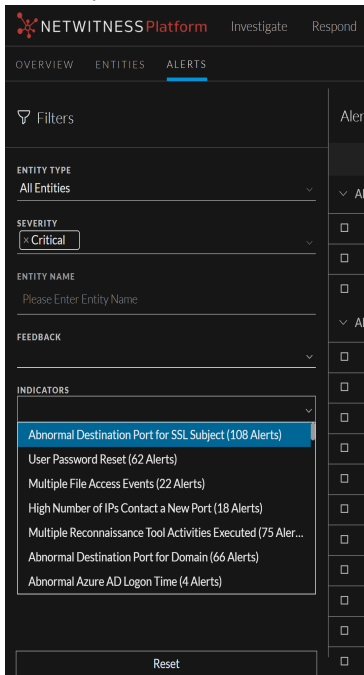 NETWITNESS Platform Investigate Respond
OVERVIEW ENTITIES ALERTS
Filters
Aler
ENTITY TYPE
All Entities
Al
SEVERITY
× Critical
ENTITY NAME
Please Enter Entity Name
FEEDBACK
Al
INDICATORS
Abnormal Destination Port for SSL Subject (108 Alerts)
User Password Reset (62 Alerts)
Multiple File Access Events (22 Alerts)
High Number of IPs Contact a New Port (18 Alerts)
Multiple Reconnaissance Tool Activities Executed (75 Aler...
Abnormal Destination Port for Domain (66 Alerts)
Abnormal Azure AD Logon Time (4 Alerts)
Reset